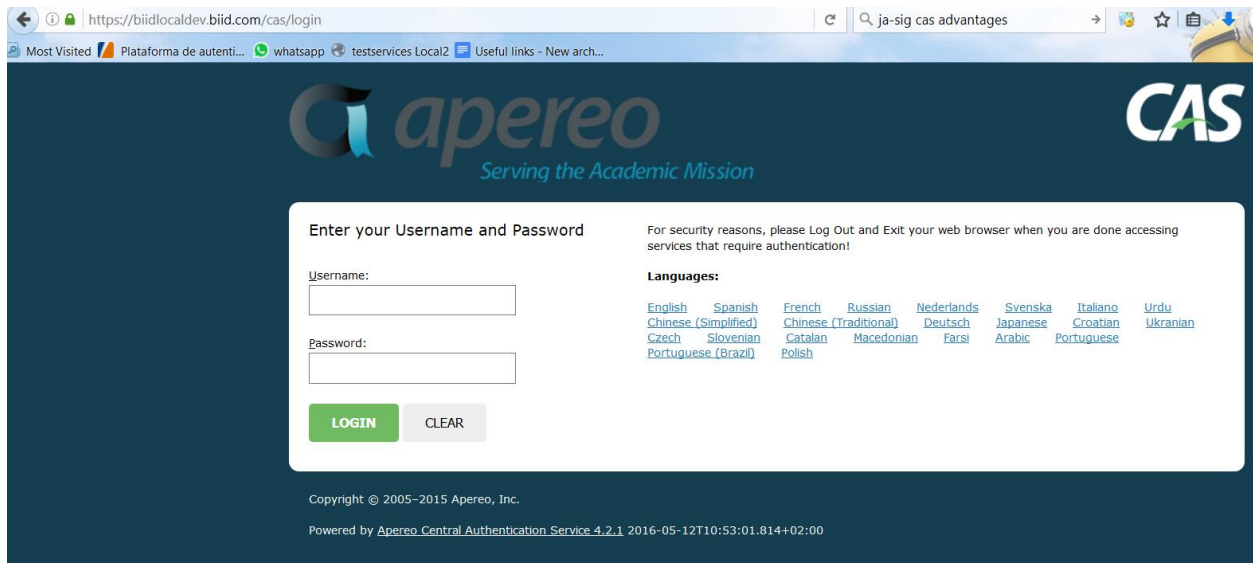 https://biidlocaldev.biid.com/cas/login
ja-sig cas advantages
Most Visited Plataforma de autenti... whatsapp testservices Local2 Useful links - New arch...
apereo
Serving the Academic Mission
CAS
Enter your Username and Password
Username:
Password:
LOGIN CLEAR
For security reasons, please Log Out and Exit your web browser when you are done accessing
services that require authentication!
Languages:
English Spanish French Russian Nederlands Svenska Italiano Urdu
Chinese (Simplified) Chinese (Traditional) Deutsch Japanese Croatian Ukranian
Czech Slovenian Catalan Macedonian Farsi Arabic Portuguese
Portuguese (Brazil) Polish
Copyright © 2005–2015 Apereo, Inc.
Powered by Apereo Central Authentication Service 4.2.1 2016-05-12T10:53:01.814+02:00